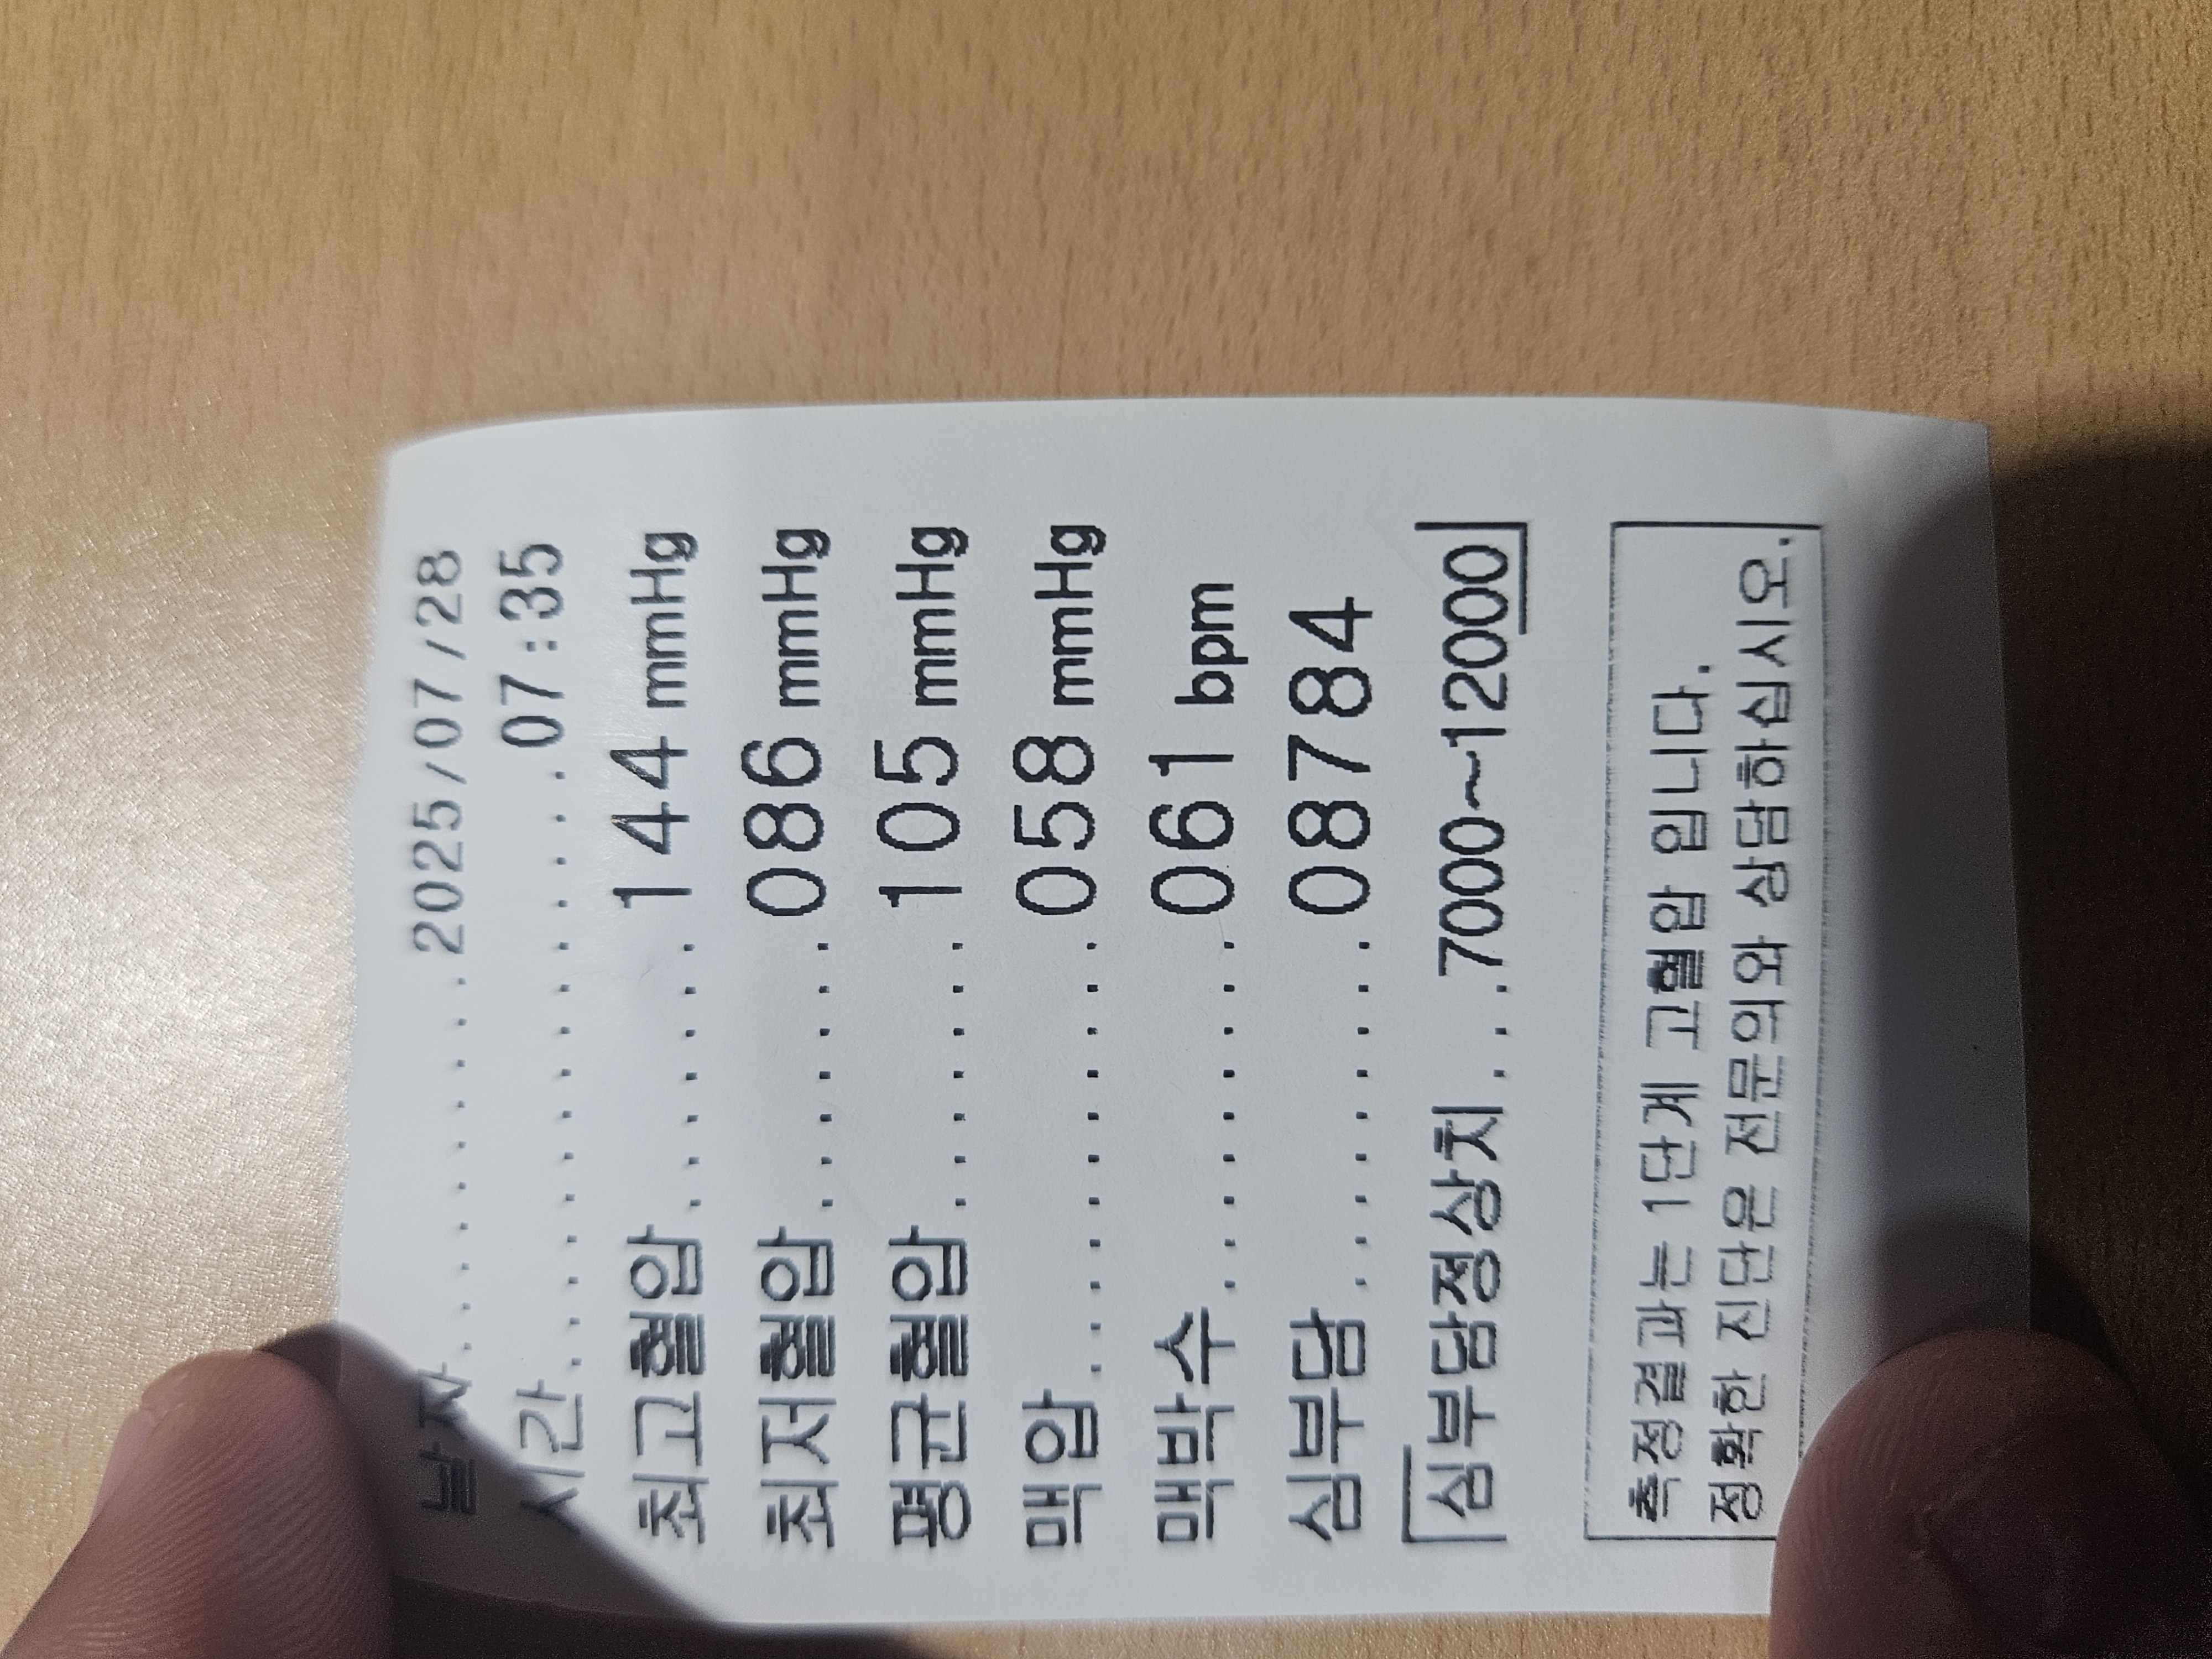 날자.............2025/07/28
시간..............07:35
최고혈압.......144 mmHg
최저혈압.......086 mmHg
평균혈압.......105 mmHg
맥압...........058 mmHg
맥박수.........061 bpm
심부담.........08784
심부담정상치...7000~12000
측정결과는 1단계 고혈압 입니다.
정확한 진단은 전문의와 상담하십시오.